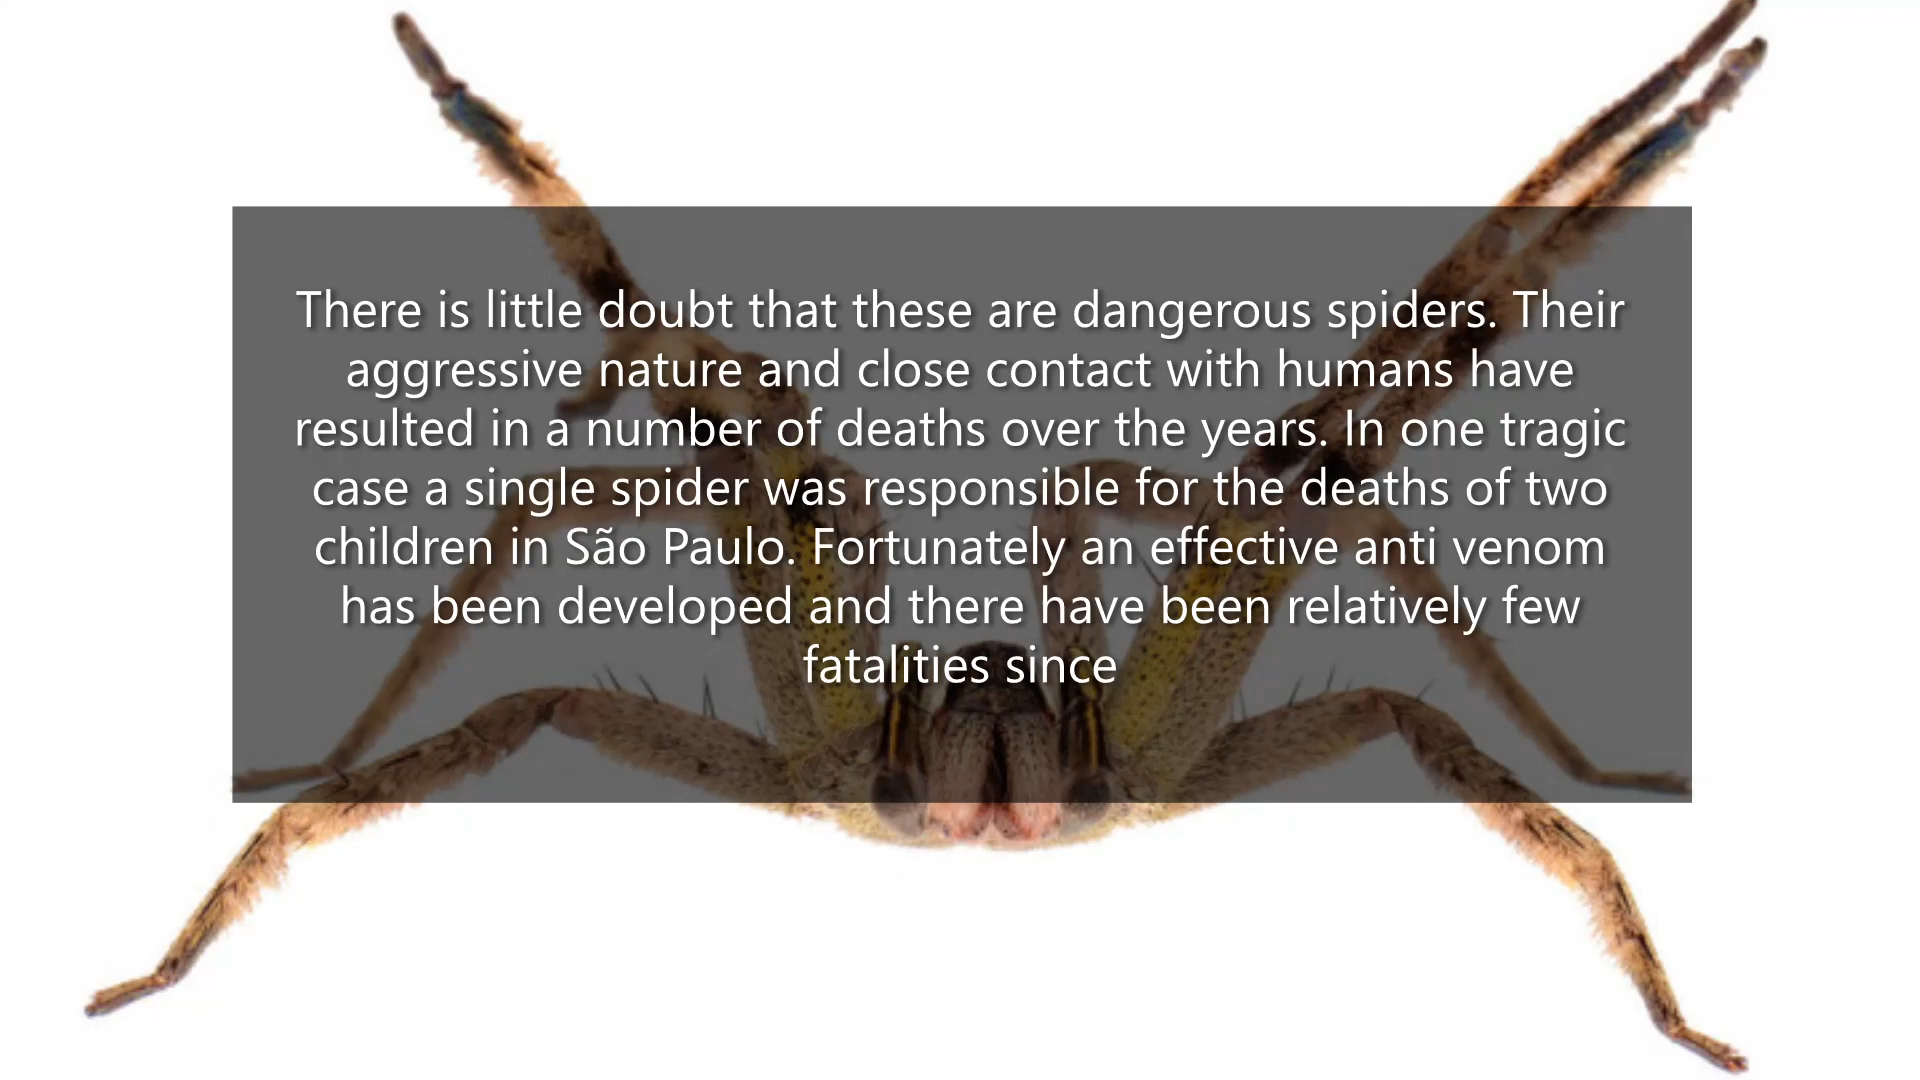 There is little doubt that these are dangerous spiders. Their
aggressive nature and close contact with humans have
resulted in a number of deaths over the years. In one tragic
case a single spider was responsible for the deaths of two
children in São Paulo. Fortunately an effective anti venom
has been developed and there have been relatively few
fatalities since